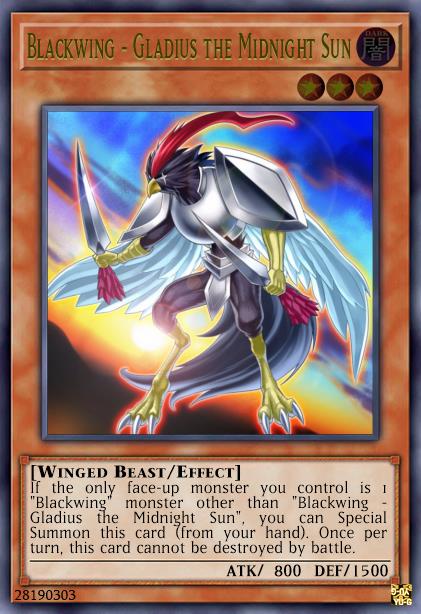 Blackwing - Gladius the Midnight Sun
DARK
闇
[Winged Beast/Effect]
If the only face-up monster you control is 1
"Blackwing" monster other than "Blackwing -
Gladius the Midnight Sun", you can Special
Summon this card (from your hand). Once per
turn, this card cannot be destroyed by battle.
ATK/ 800 DEF/1500
28190303